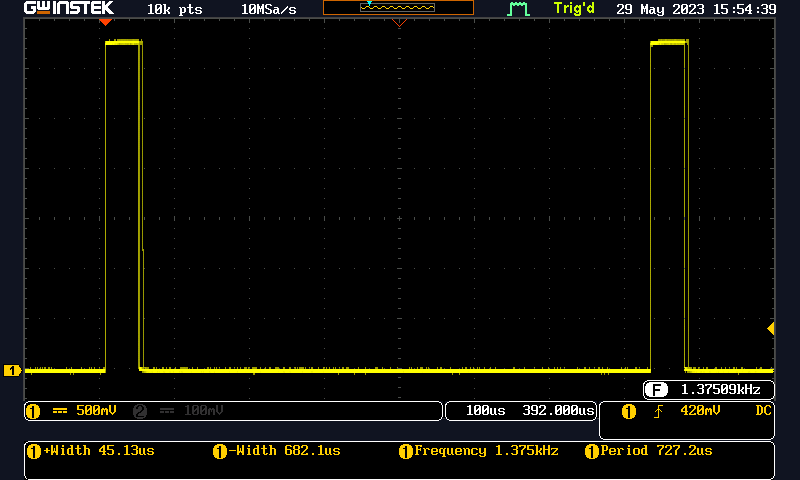 GWINSTEK 10k pts 10MSa/s Trig'd 29 May 2023 15:54:39
1
F 1.37509kHz
1 500mV 2 100mV 100us 392.000us 1 420mV DC
1 +Width 45.13us 1 -Width 682.1us 1 Frequency 1.375kHz 1 Period 727.2us